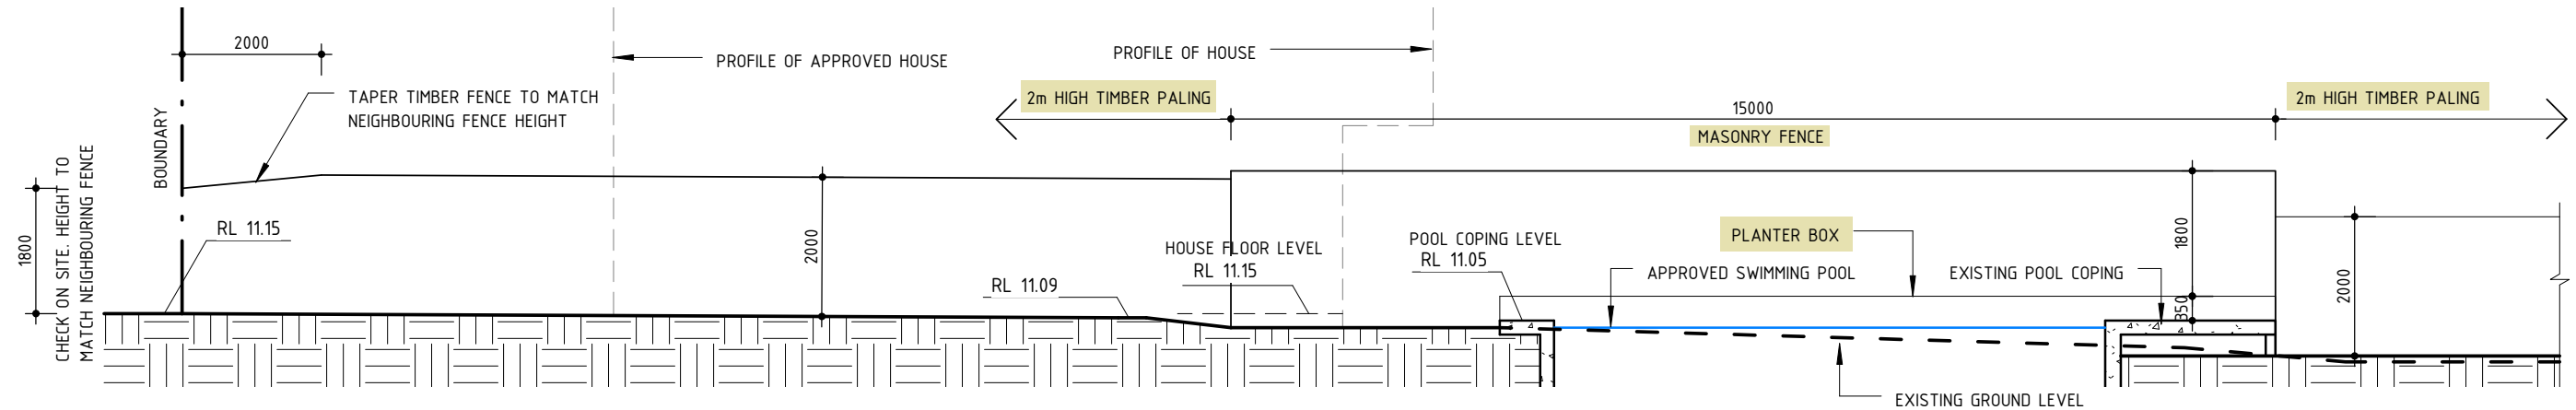 2000
PROFILE OF APPROVED HOUSE
PROFILE OF HOUSE
TAPER TIMBER FENCE TO MATCH
NEIGHBOURING FENCE HEIGHT
2m HIGH TIMBER PALING
15000
MASONRY FENCE
2m HIGH TIMBER PALING
BOUNDARY
CHECK ON SITE. HEIGHT TO
MATCH NEIGHBOURING FENCE
1800
RL 11.15
2000
RL 11.09
HOUSE FLOOR LEVEL
RL 11.15
POOL COPING LEVEL
RL 11.05
PLANTER BOX
APPROVED SWIMMING POOL
EXISTING POOL COPING
1800
350
2000
EXISTING GROUND LEVEL